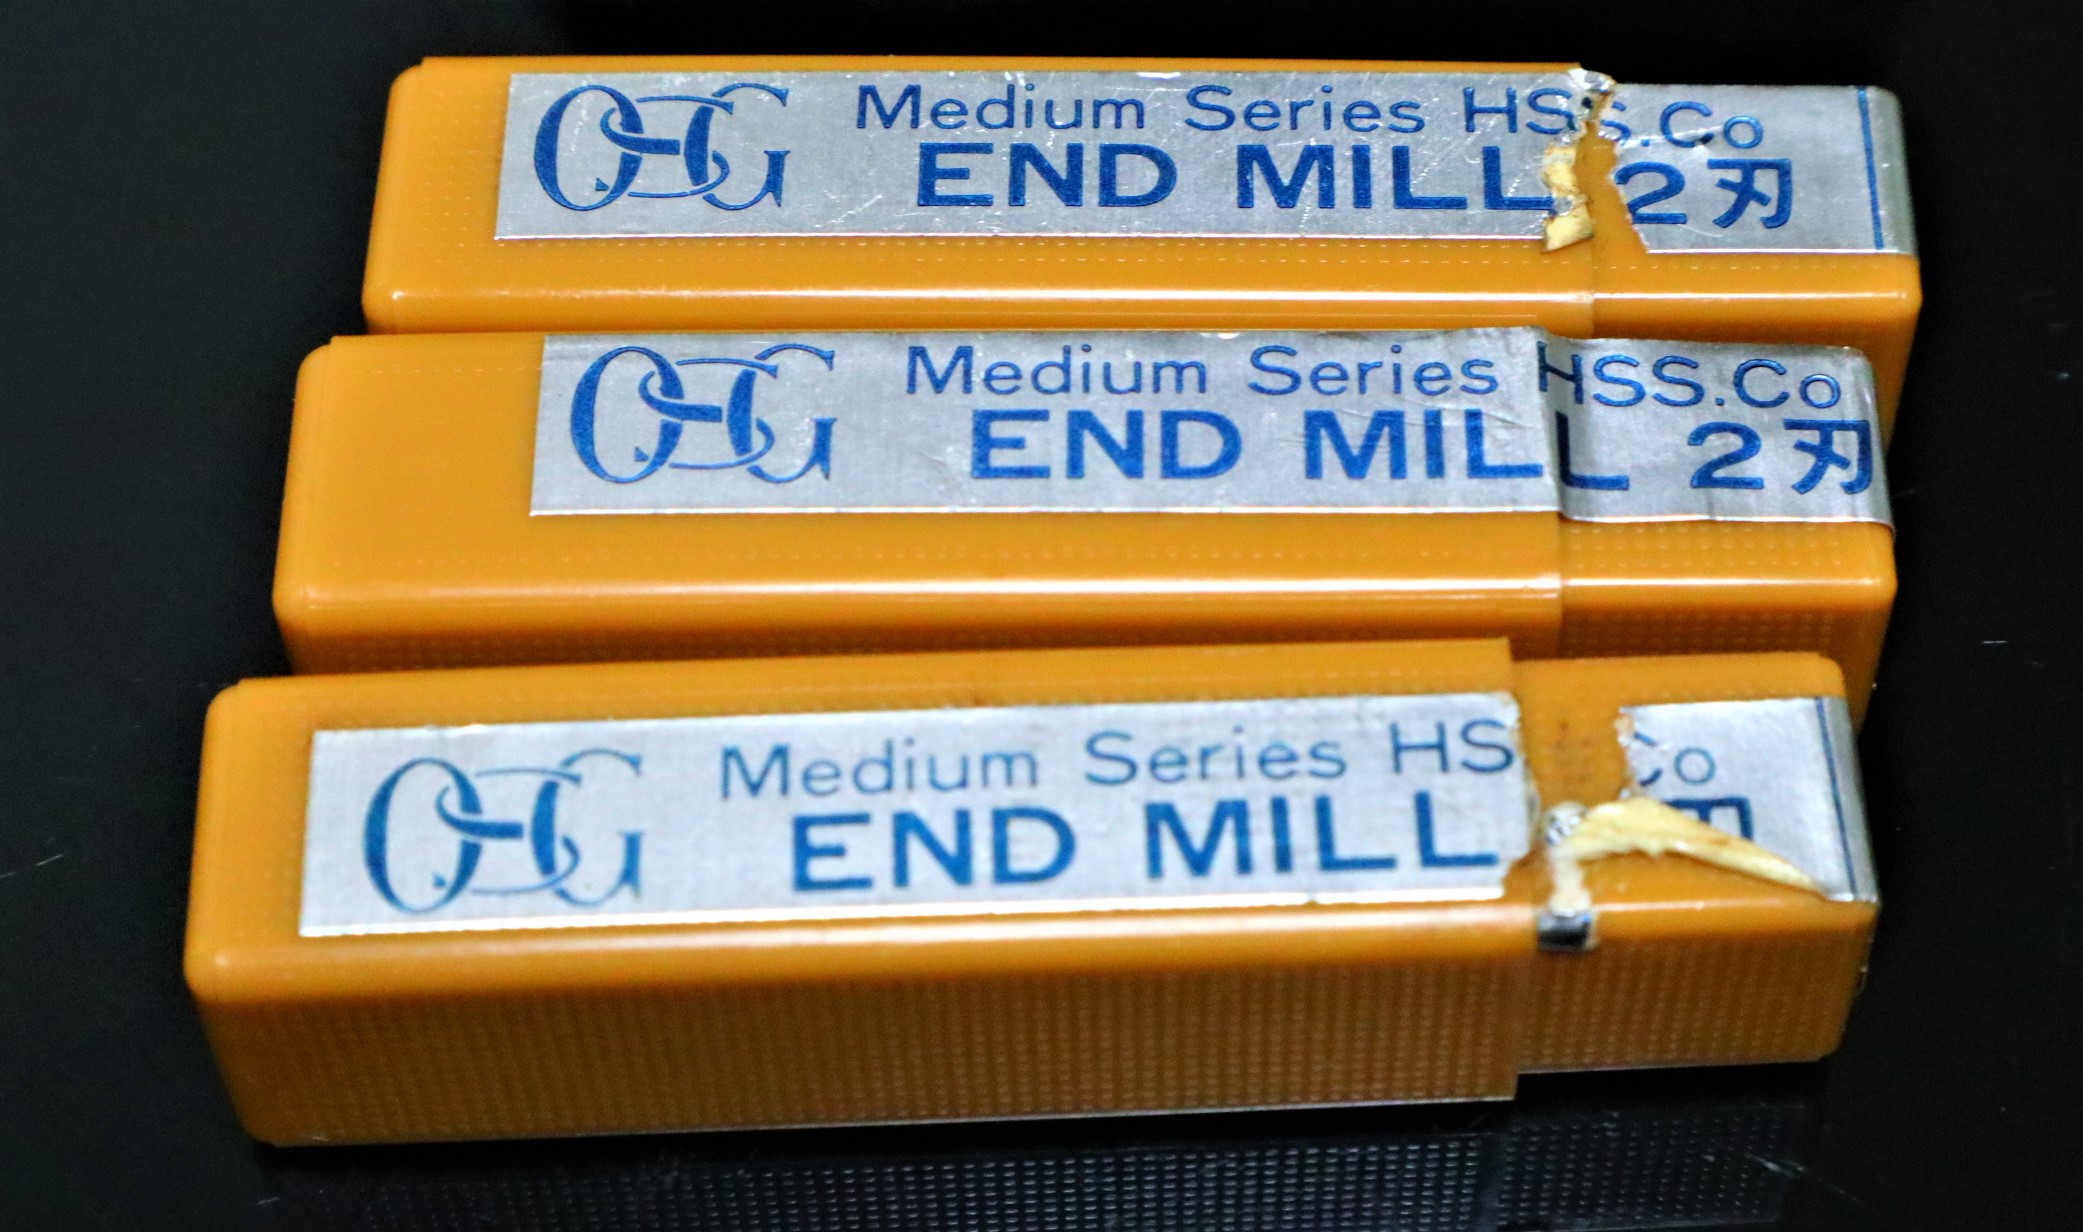 OSG Medium Series HSS.Co
END MILL 2刃
OSG Medium Series HSS.Co
END MILL 2刃
OSG Medium Series HS Co
END MILL